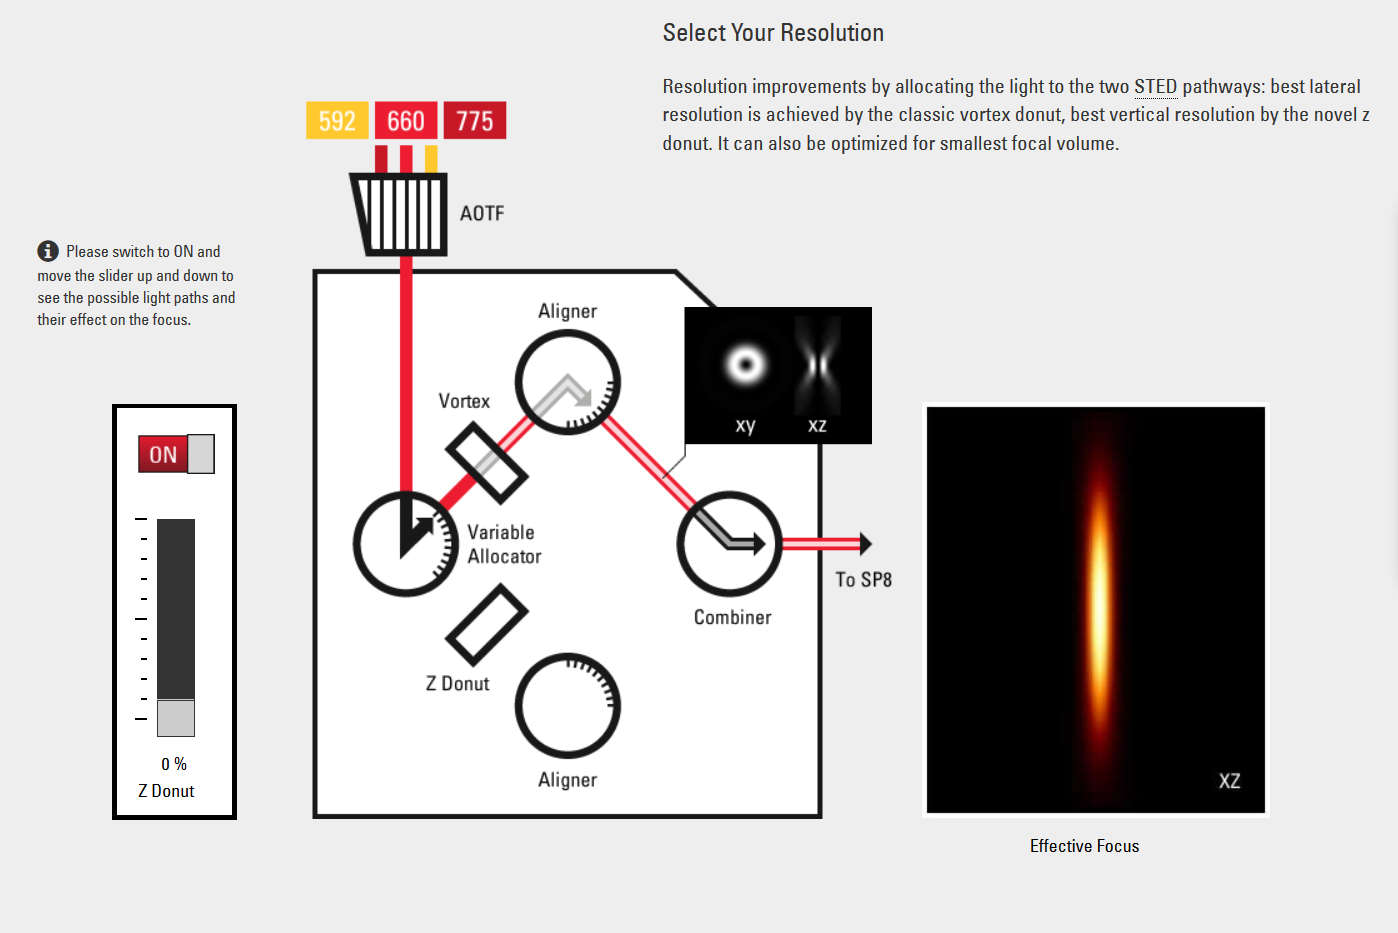 Select Your Resolution
Resolution improvements by allocating the light to the two STED pathways: best lateral
resolution is achieved by the classic vortex donut, best vertical resolution by the novel z
donut. It can also be optimized for smallest focal volume.
592 660 775
AOTF
Please switch to ON and
move the slider up and down to
see the possible light paths and
their effect on the focus.
Aligner
Vortex
xy xz
ON
Variable
Allocator
To SP8
Combiner
Z Donut
Aligner
0 %
Z Donut
XZ
Effective Focus